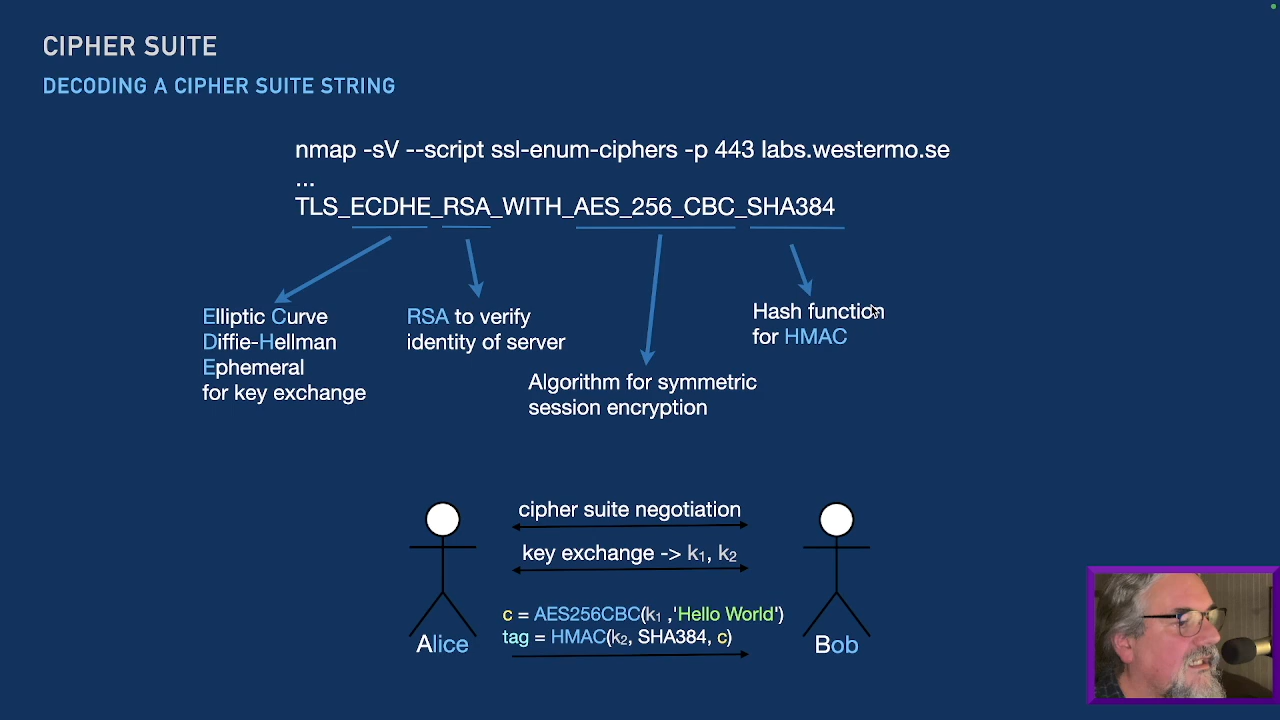 CIPHER SUITE
DECODING A CIPHER SUITE STRING
nmap -sV --script ssl-enum-ciphers -p 443 labs.westermo.se
...
TLS_ECDHE_RSA_WITH_AES_256_CBC_SHA384
Elliptic Curve
Diffie-Hellman
Ephemeral
for key exchange
RSA to verify
identity of server
Algorithm for symmetric
session encryption
Hash function
for HMAC
cipher suite negotiation
key exchange -> k₁, k₂
c = AES256CBC(k₁ ,'Hello World')
tag = HMAC(k₂, SHA384, c)
Alice
Bob